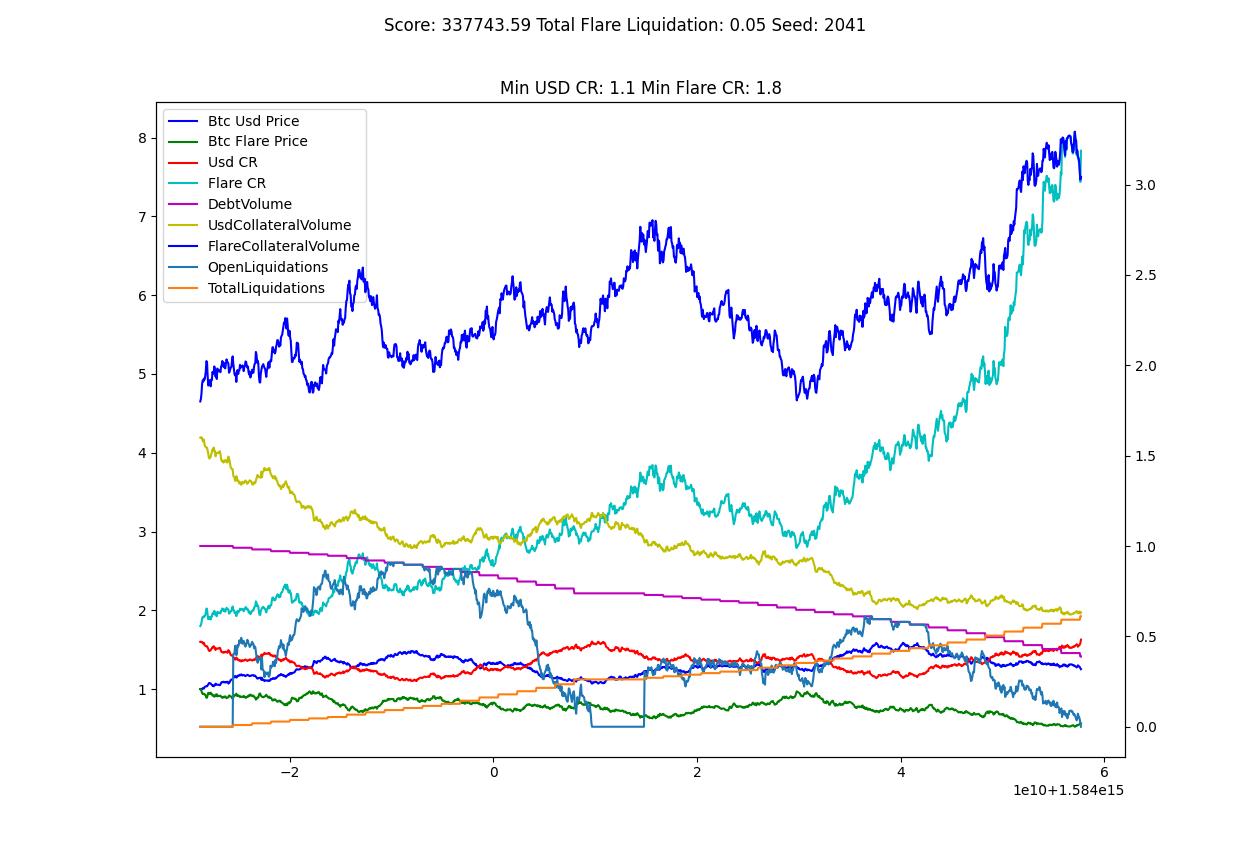 Score: 337743.59 Total Flare Liquidation: 0.05 Seed: 2041
Min USD CR: 1.1 Min Flare CR: 1.8
Btc Usd Price
Btc Flare Price
Usd CR
Flare CR
DebtVolume
UsdCollateralVolume
FlareCollateralVolume
OpenLiquidations
TotalLiquidations
8
7
6
5
4
3
2
1
3.0
2.5
2.0
1.5
1.0
0.5
0.0
−2
0
2
4
6
1e10+1.584e15